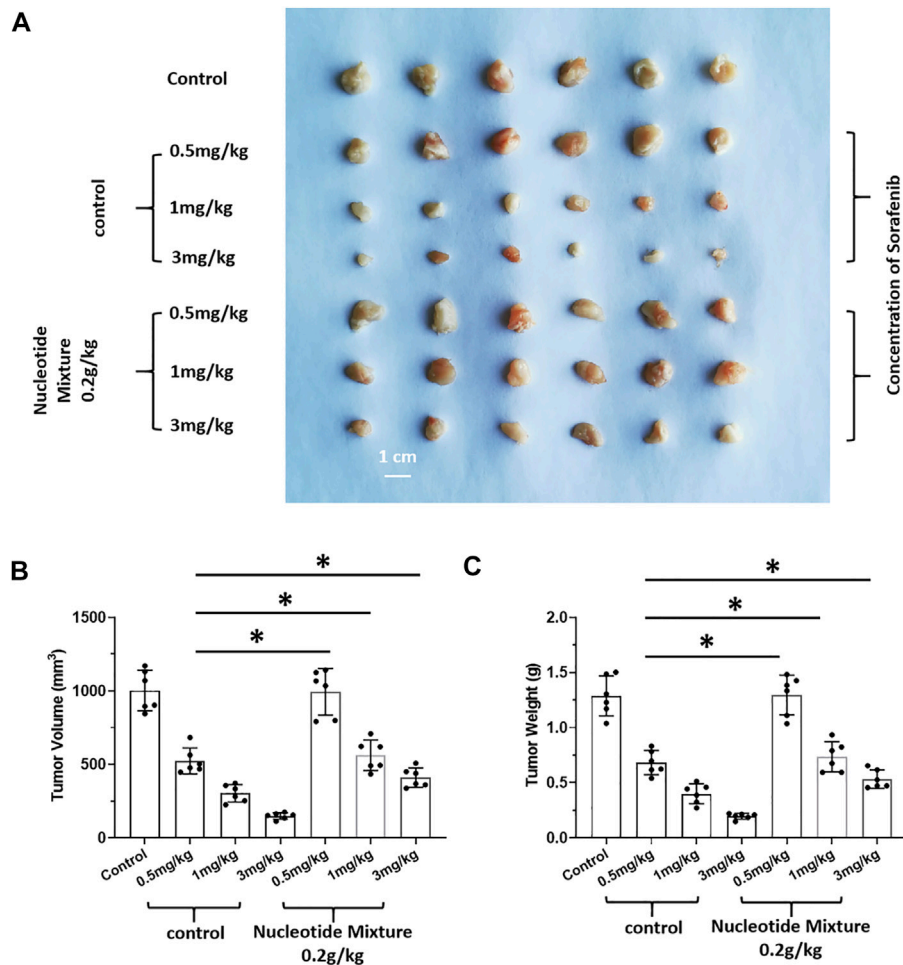 A
Control
0.5mg/kg
1mg/kg
3mg/kg
control
0.5mg/kg
1mg/kg
3mg/kg
Nucleotide
Mixture
0.2g/kg
Concentration of Sorafenib
1 cm
B
*
*
*
Tumor Volume (mm³)
1500
1000
500
0
Control
0.5mg/kg
1mg/kg
3mg/kg
0.5mg/kg
1mg/kg
3mg/kg
control
Nucleotide Mixture
0.2g/kg
C
*
*
*
Tumor Weight (g)
2.0
1.5
1.0
0.5
0.0
Control
0.5mg/kg
1mg/kg
3mg/kg
0.5mg/kg
1mg/kg
3mg/kg
control
Nucleotide Mixture
0.2g/kg